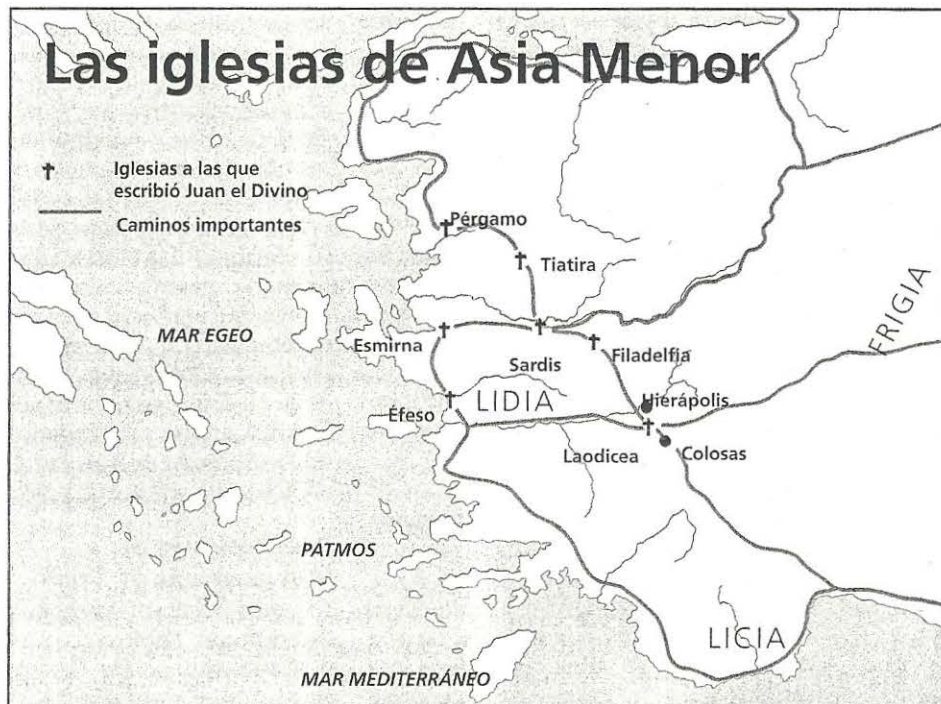 Las iglesias de Asia Menor
Iglesias a las que
escribió Juan el Divino
Caminos importantes
Pérgamo
Tiatira
FRIGIA
MAR EGEO
Esmirna
Sardis
Filadelfia
Hierápolis
Éfeso
LIDIA
Laodicea
Colosas
PATMOS
LICIA
MAR MEDITERRÁNEO